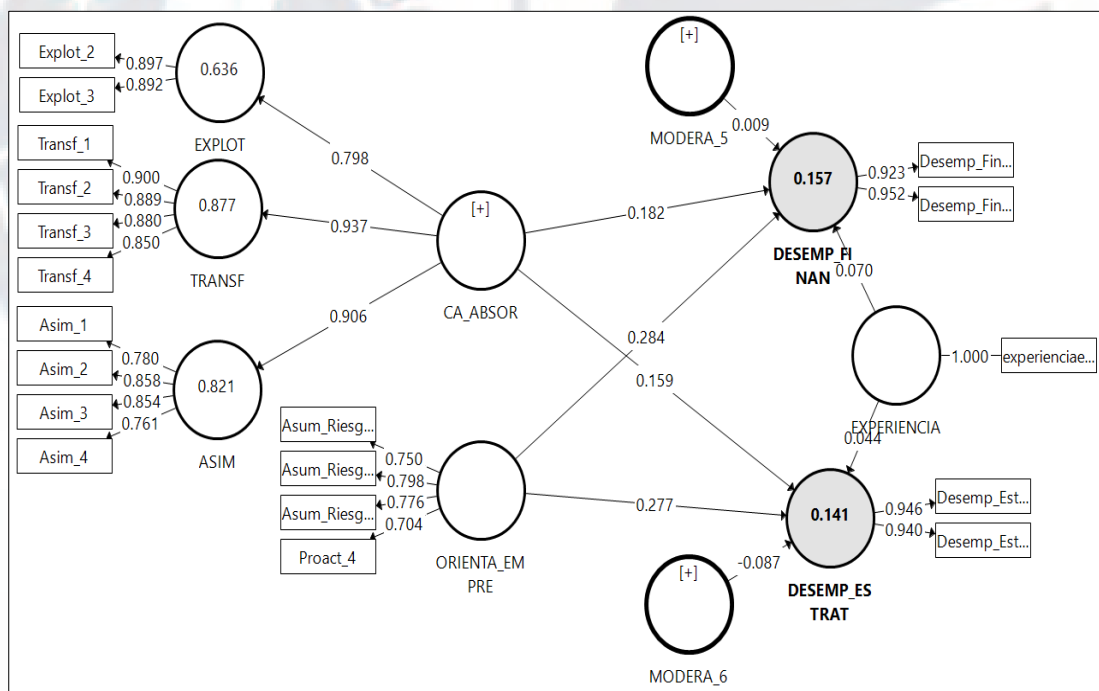 Explot_2
0.897
Explot_3
0.892
0.636
EXPLOT
Transf_1
0.900
Transf_2
0.889
Transf_3
0.880
Transf_4
0.850
0.877
TRANSF
Asim_1
0.780
Asim_2
0.858
Asim_3
0.854
Asim_4
0.761
0.821
ASIM
0.798
0.937
0.906
[+]
CA_ABSOR
Asum_Riesg...
0.750
Asum_Riesg...
0.798
Asum_Riesg...
0.776
Proact_4
0.704
ORIENTA_EM
PRE
0.182
0.284
0.159
0.277
[+]
MODERA_5
0.009
0.157
DESEMP_FI
NAN
0.923
Desemp_Fin...
0.952
Desemp_Fin...
0.070
1.000
experienciae...
EXPERIENCIA
0.044
0.141
DESEMP_ES
TRAT
0.946
Desemp_Est...
0.940
Desemp_Est...
-0.087
[+]
MODERA_6